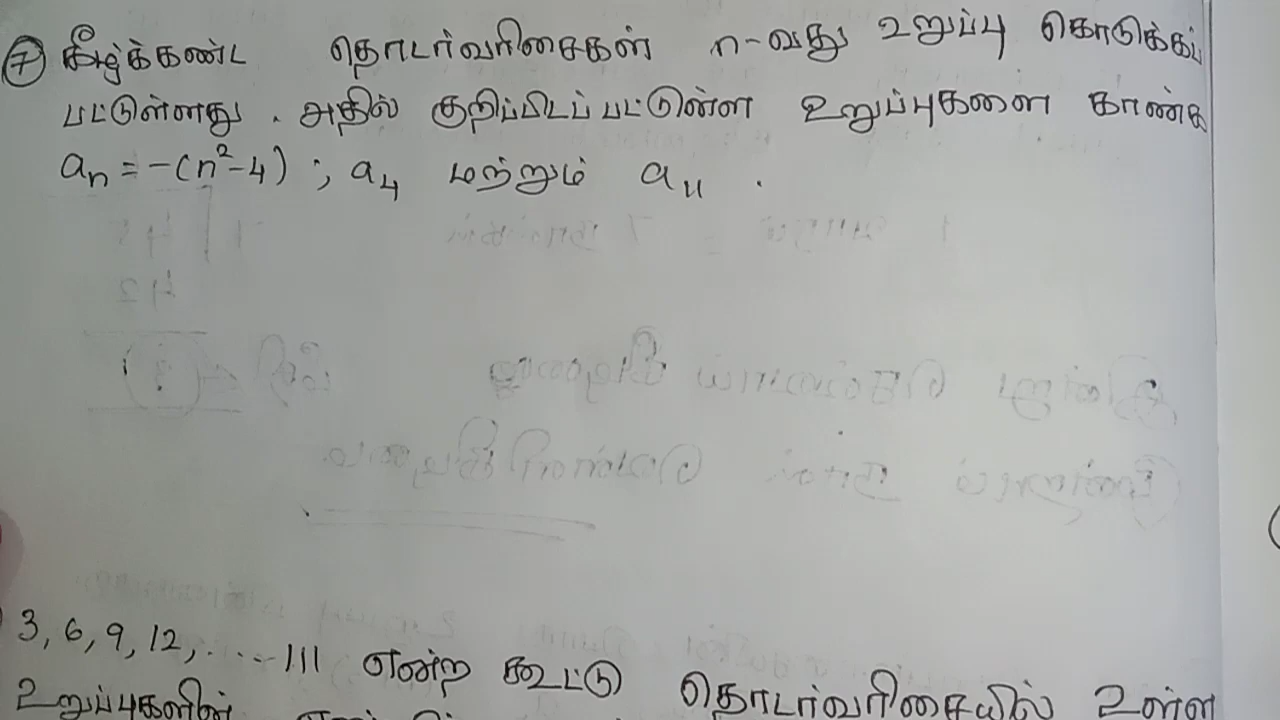 7 கீழ்க்கண்ட தொடர்வரிசைகள் n-வது உறுப்பு கொடுக்கப்
பட்டுள்ளது. அதில் குறிப்பிடப்பட்டுள்ள உறுப்புகளை காண்க
aₙ = -(n²-4) ; a₄ மற்றும் a₁₁ .
3, 6, 9, 12, .... 111 என்ற கூட்டு தொடர்வரிசையில் உள்ள
உறுப்புகளின்